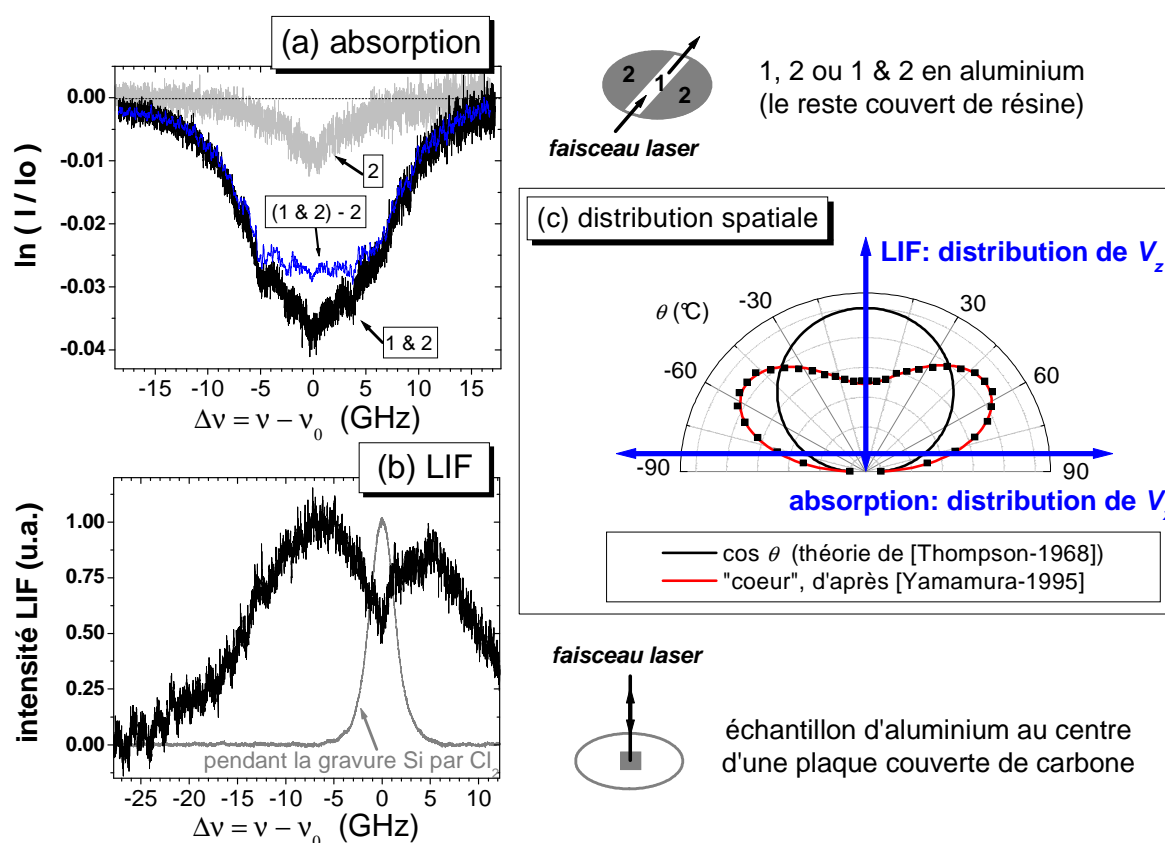 (a) absorption
0.00
-0.01
-0.02
-0.03
-0.04
ln ( I / Io )
2
(1 & 2) - 2
1 & 2
-15 -10 -5 0 5 10 15
Δν = ν − ν0 (GHz)
2 1 2
faisceau laser
1, 2 ou 1 & 2 en aluminium
(le reste couvert de résine)
(c) distribution spatiale
LIF: distribution de Vz
θ (°C)
-30 30
-60 60
-90 90
absorption: distribution de
cos θ (théorie de [Thompson-1968])
"coeur", d'après [Yamamura-1995]
(b) LIF
1.00
0.75
0.50
0.25
0.00
intensité LIF (u.a.)
pendant la gravure Si par Cl2
-25 -20 -15 -10 -5 0 5 10
Δν = ν − ν0 (GHz)
faisceau laser
échantillon d'aluminium au centre
d'une plaque couverte de carbone